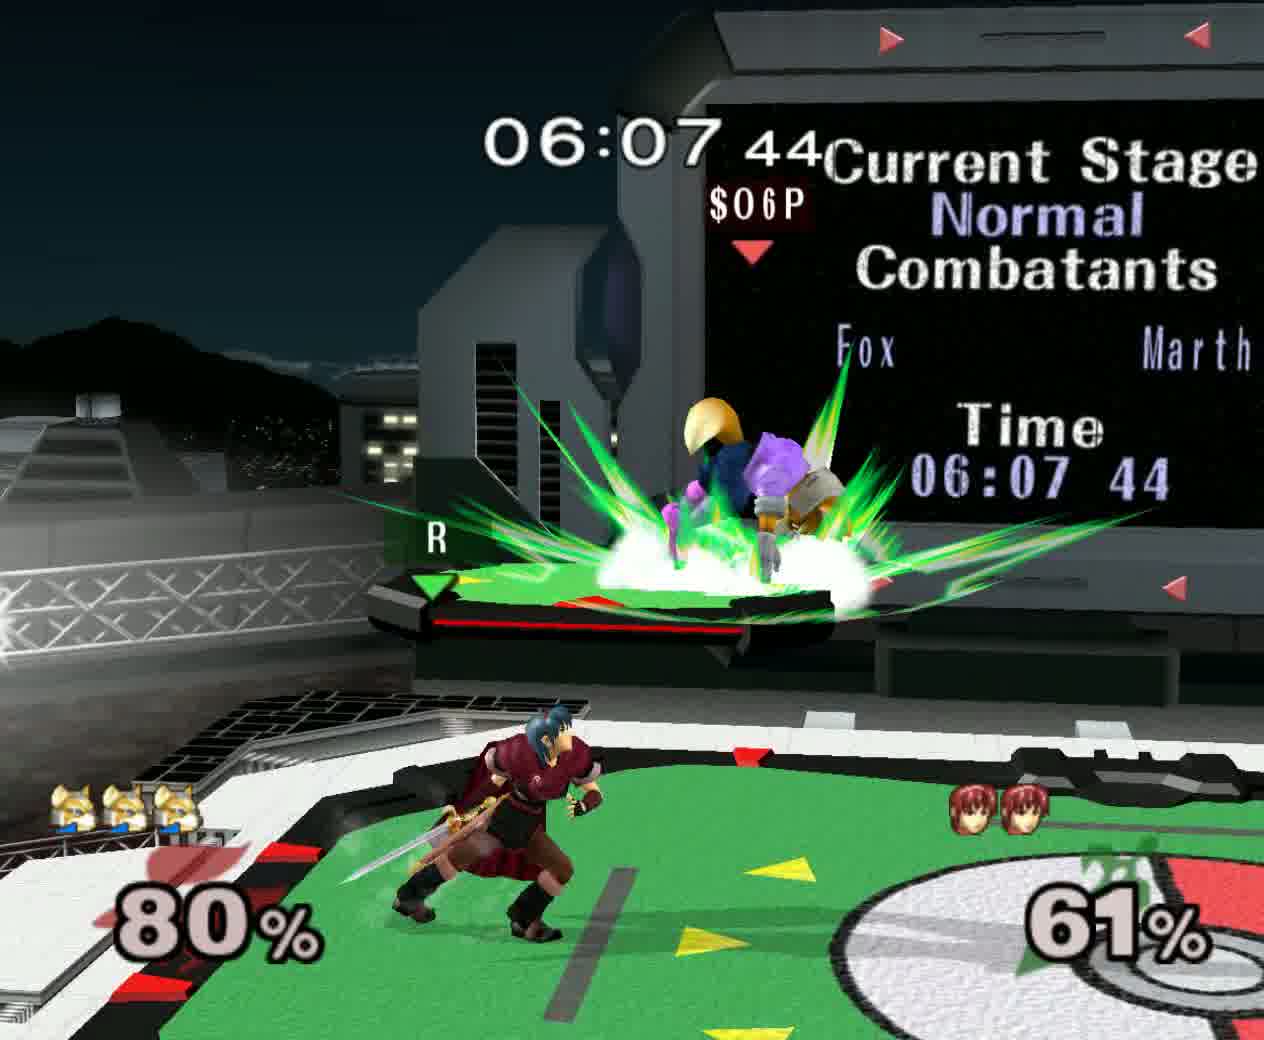 06:07 44
Current Stage
$06P
Normal
Combatants
Fox Marth
Time
06:07 44
R
80%
61%